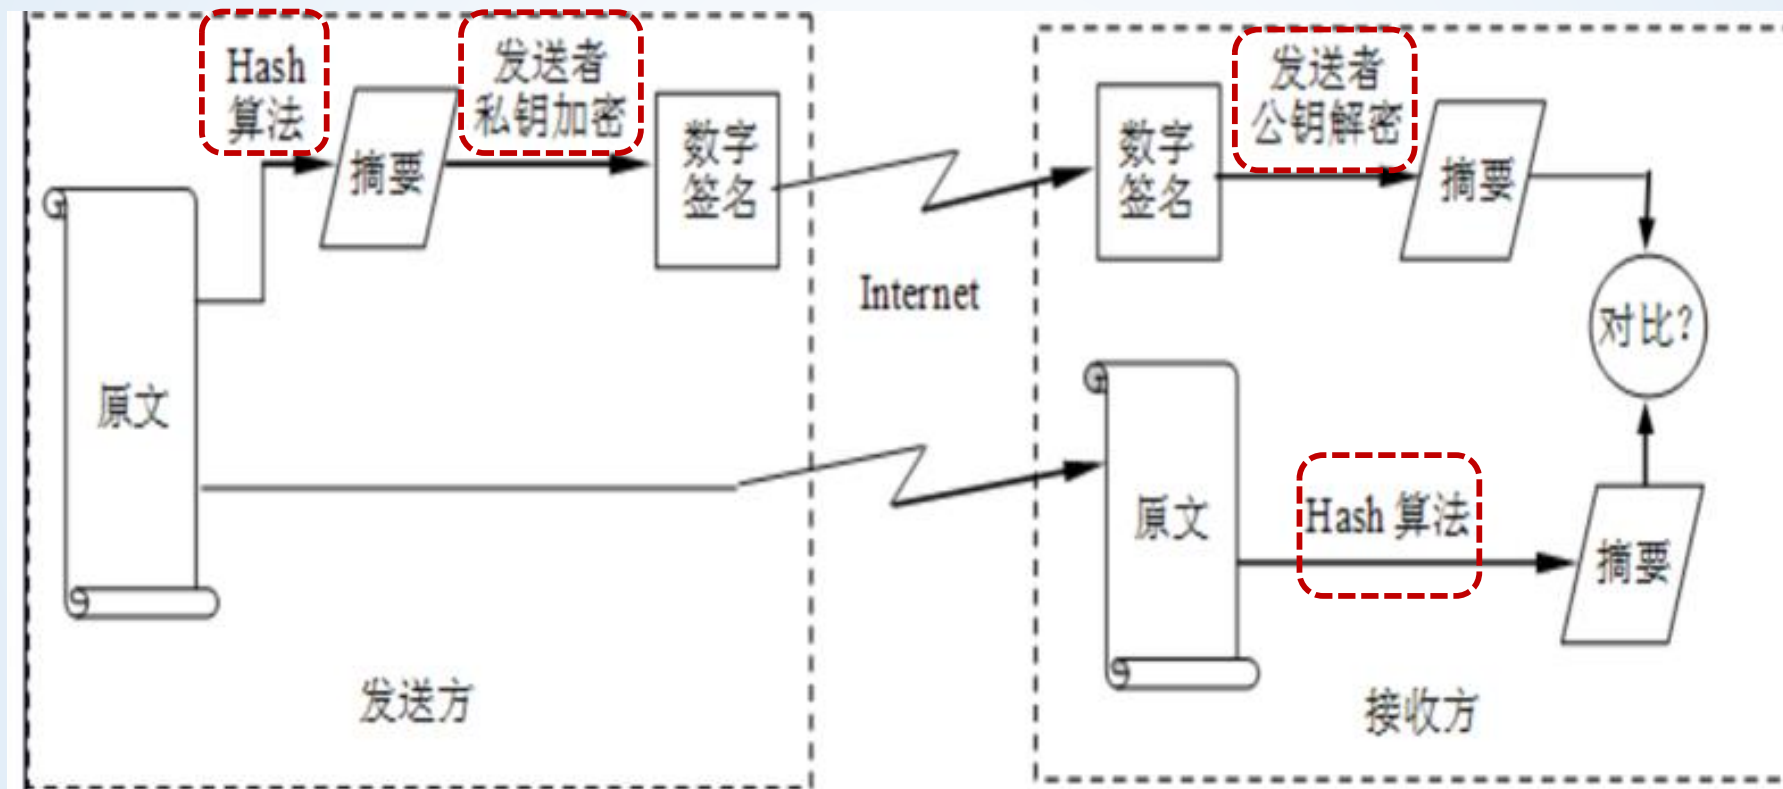 Hash
算法
发送者
私钥加密
摘要
数字
签名
原文
发送方
Internet
数字
签名
发送者
公钥解密
摘要
对比?
原文
Hash 算法
摘要
接收方